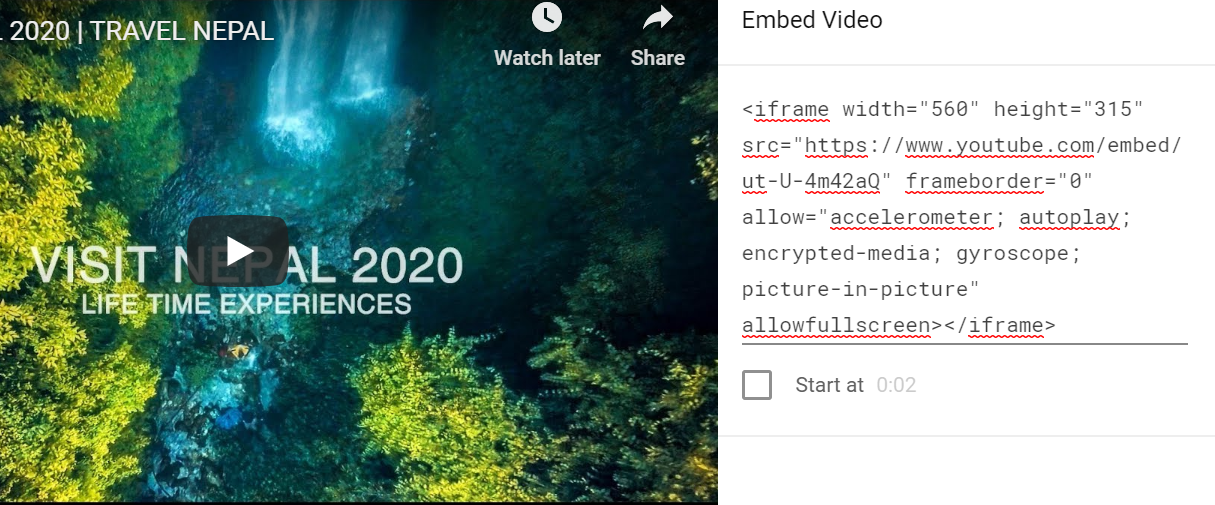 2020 | TRAVEL NEPAL
Watch later
Share
VISIT NEPAL 2020
LIFE TIME EXPERIENCES
Embed Video
<iframe width="560" height="315"
src="https://www.youtube.com/embed/
ut-U-4m42aQ" frameborder="0"
allow="accelerometer; autoplay;
encrypted-media; gyroscope;
picture-in-picture"
allowfullscreen></iframe>
Start at 0:02